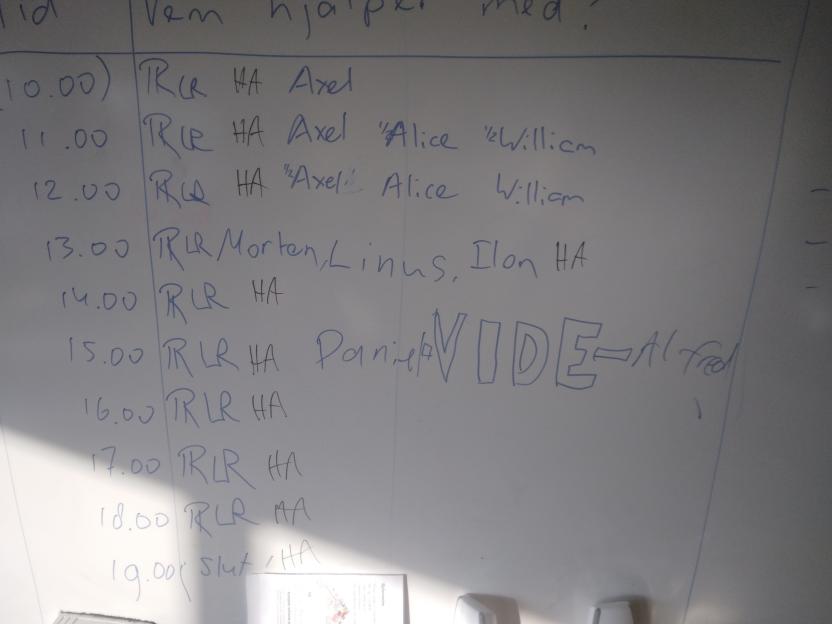 Vem hjälper med?
10.00) RLR HA Axel
11.00 RLR HA Axel ½Alice ½William
12.00 RLR HA ½Axel Alice William
13.00 RLR Morten, Linus, Ilon HA
14.00 RLR HA
15.00 RLR HA Daniel VIDE Alfred
16.00 RLR HA
17.00 RLR HA
18.00 RLR HA
19.00( Slut, HA